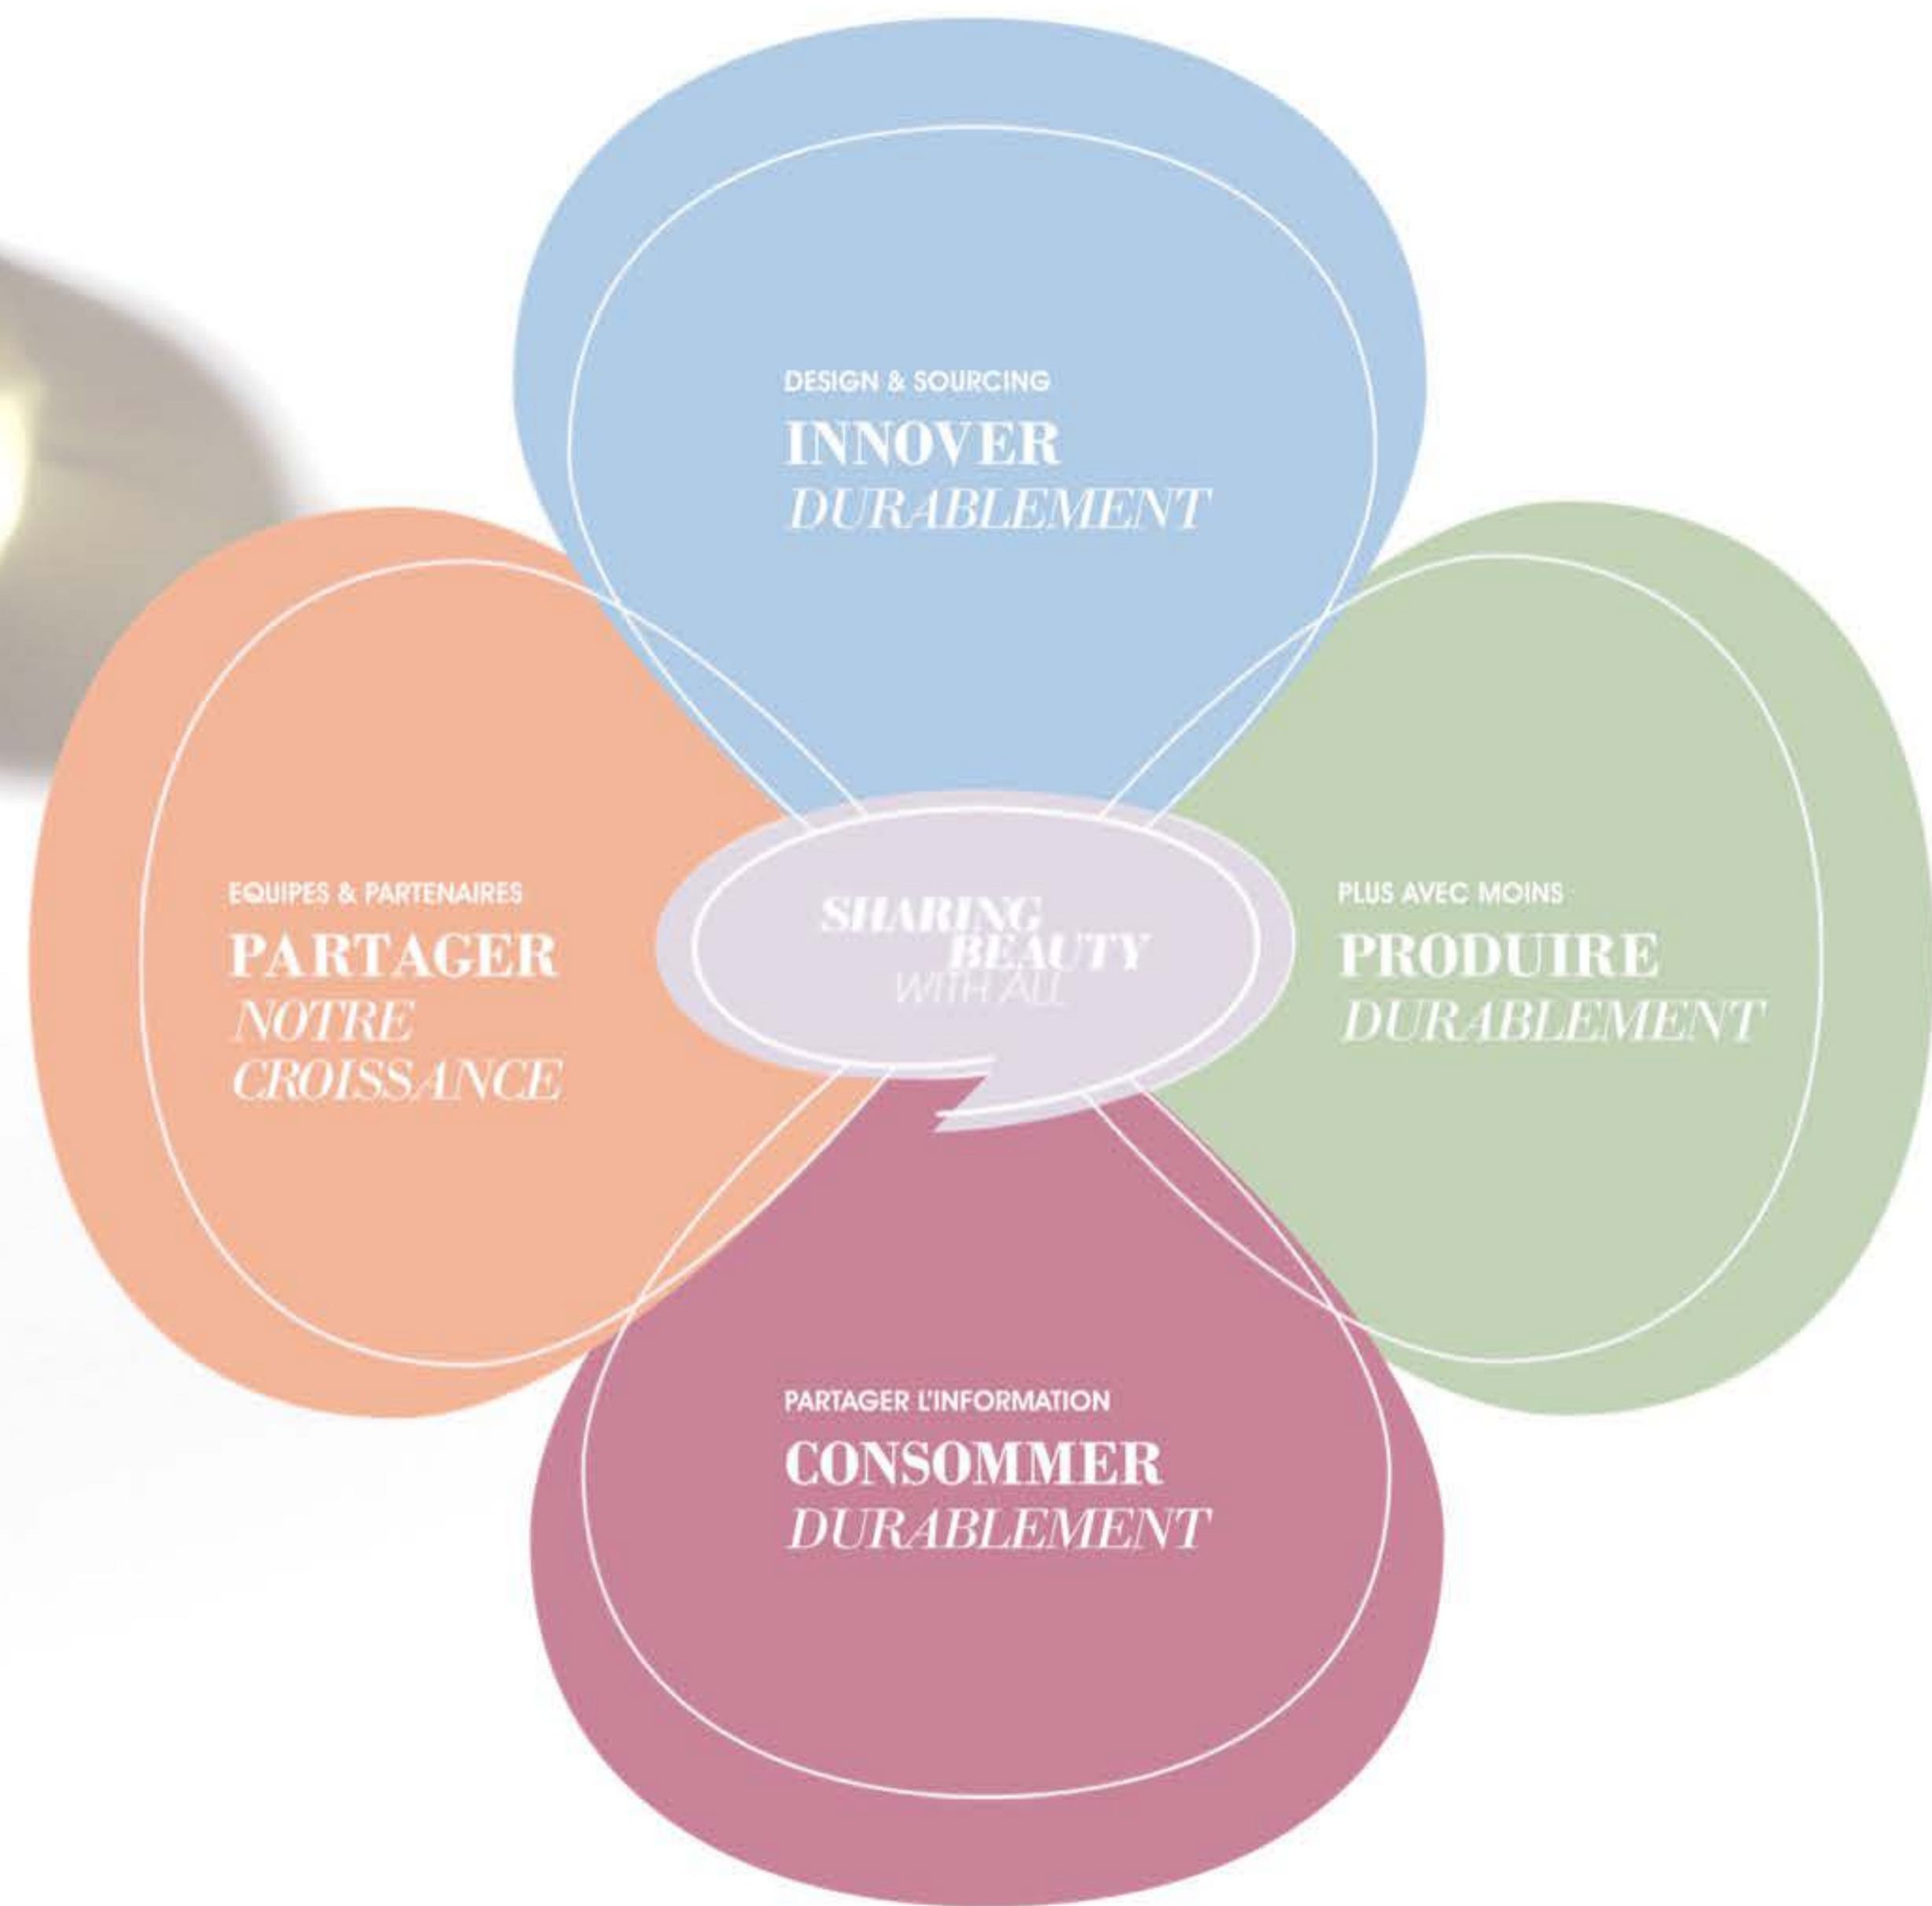 DESIGN & SOURCING
INNOVER
DURABLEMENT
EQUIPES & PARTENAIRES
PARTAGER
NOTRE
CROISSANCE
SHARING
BEAUTY
WITH ALL
PLUS AVEC MOINS
PRODUIRE
DURABLEMENT
PARTAGER L'INFORMATION
CONSOMMER
DURABLEMENT